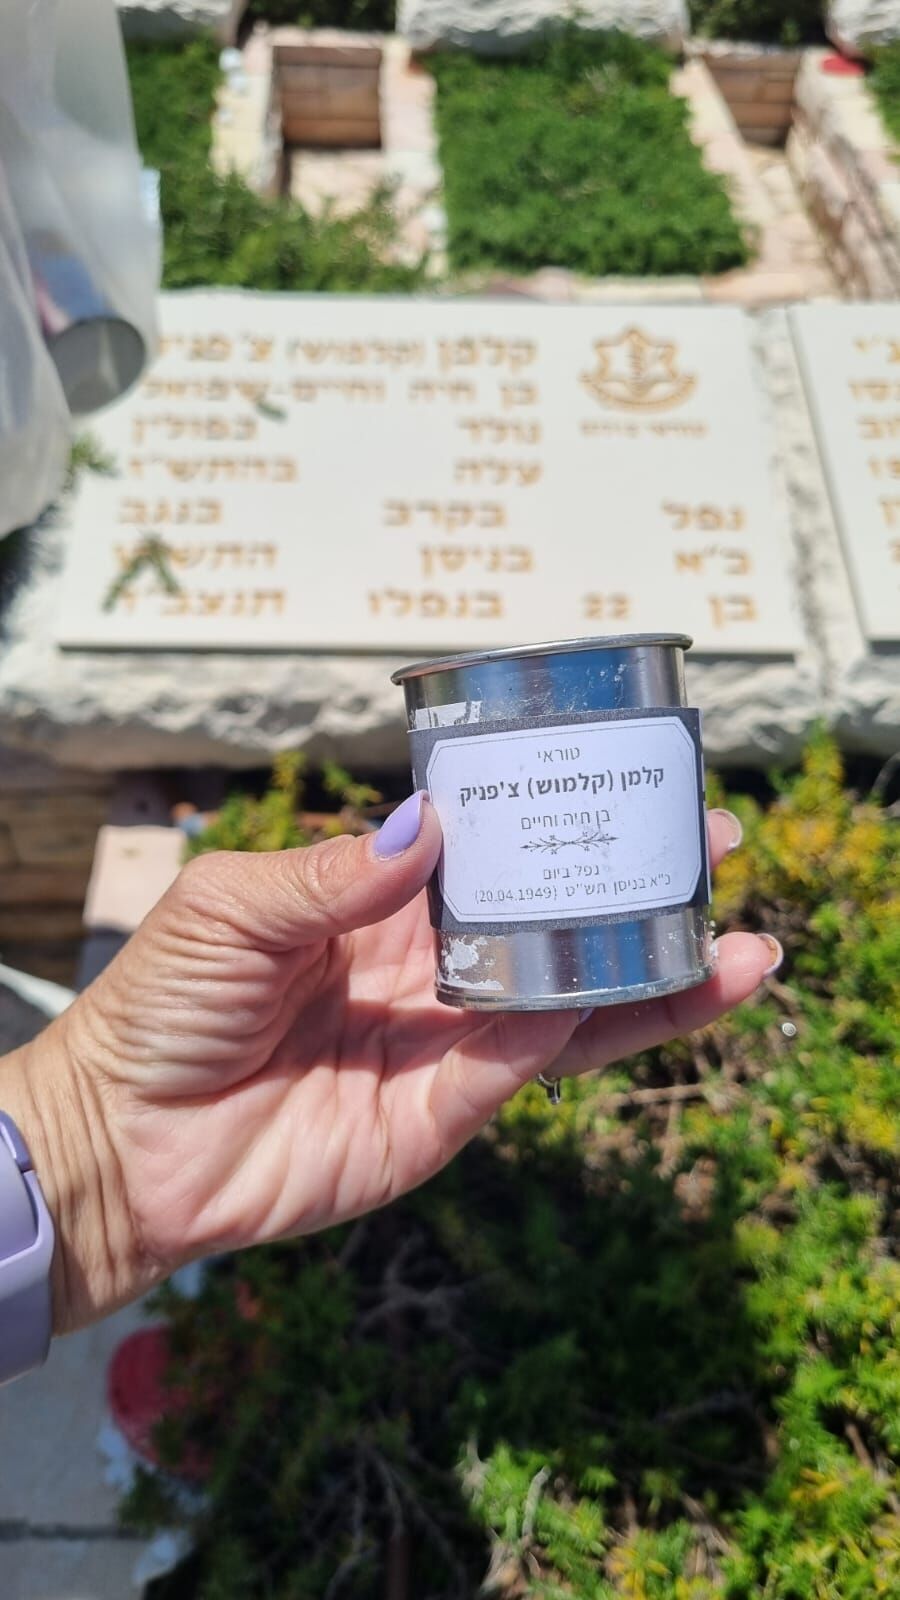 קלמן (קלמוש) צ'פניק
בן חיה וחיים-שמואל
נולד בפולין
עלה בהתש"ז
נפל בקרב בנגב
כ"א בניסן התש"ט
בן 22 בנפלו תנצב"ה
טוראי
קלמן (קלמוש) צ'פניק
בן חיה וחיים
נפל ביום
כ"א בניסן תש"ט (20.04.1949)